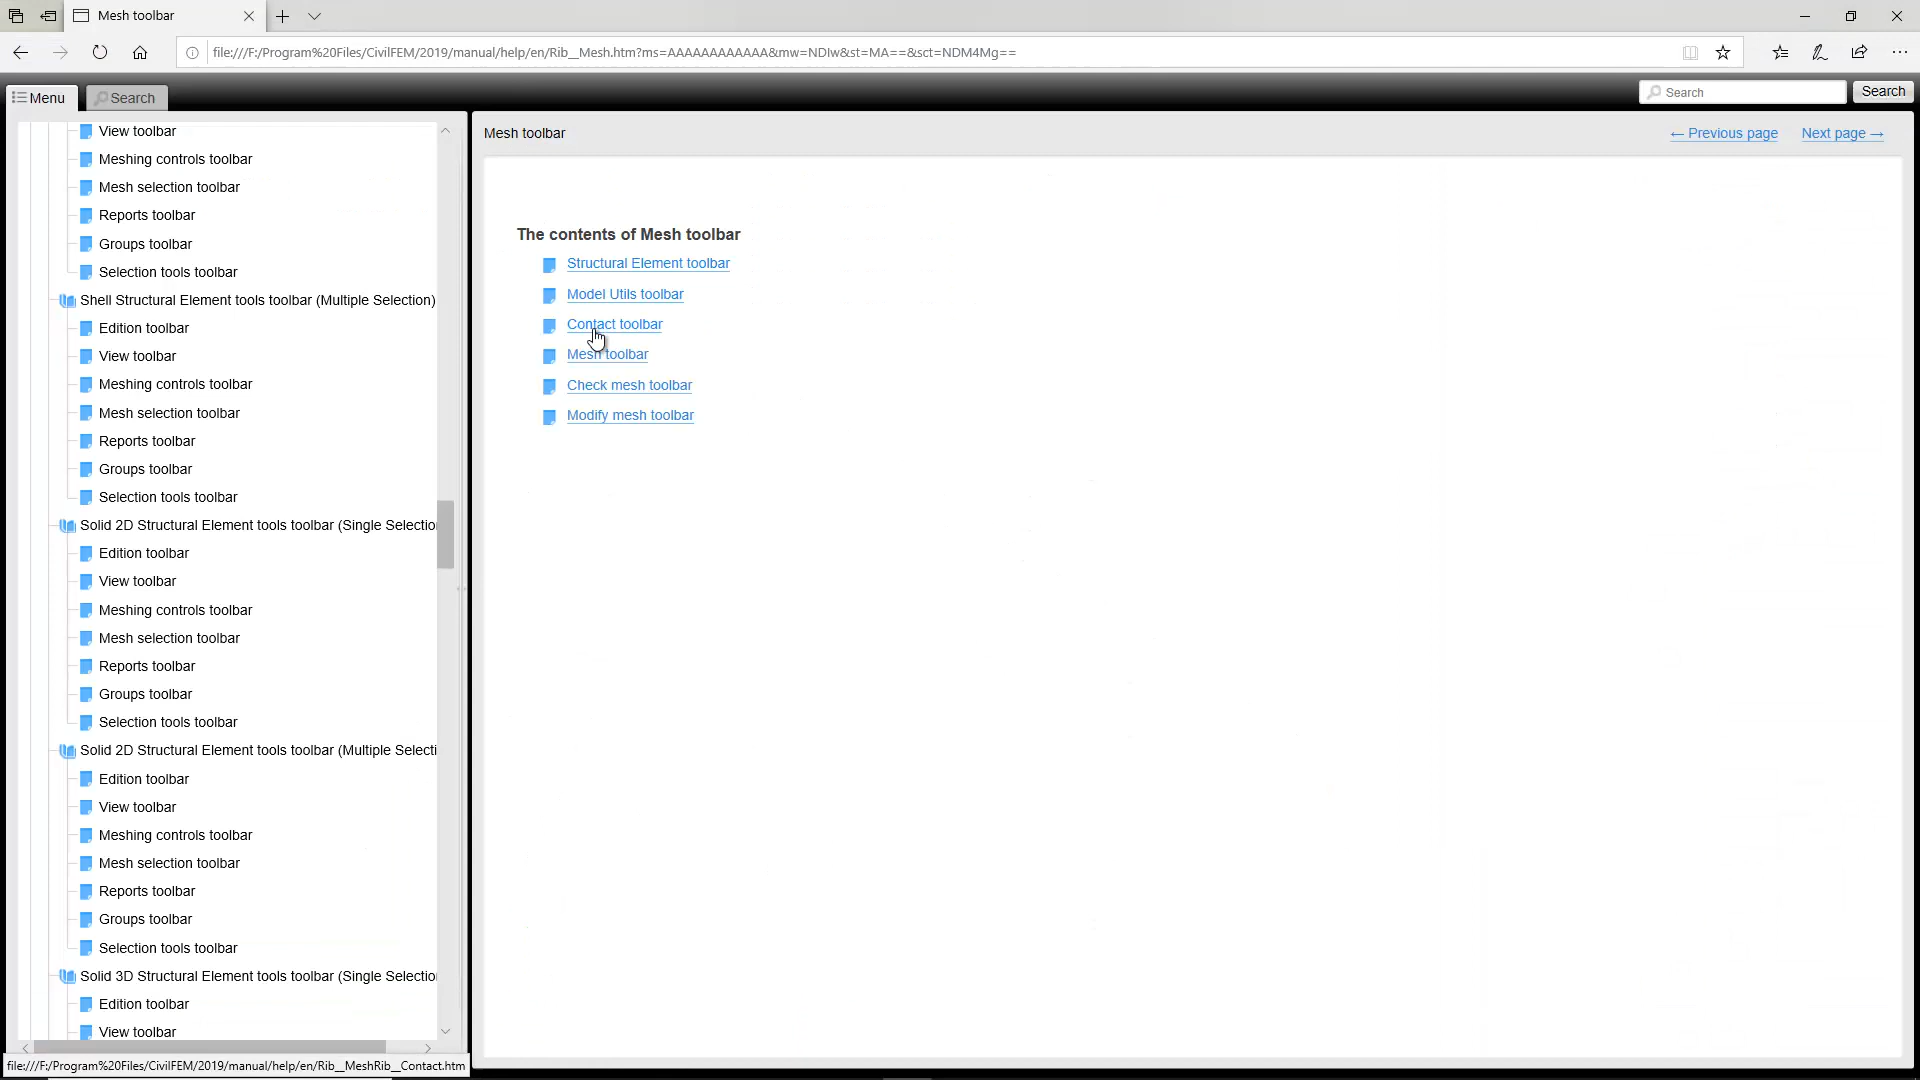 Mesh toolbar
file:///F:/Program%20Files/CivilFEM/2019/manual/help/en/Rib__Mesh.htm?ms=AAAAAAAAAAAA&mw=NDIw&st=MA==&sct=NDM4Mg==
Menu
Search
Search
Search
View toolbar
Meshing controls toolbar
Mesh selection toolbar
Reports toolbar
Groups toolbar
Selection tools toolbar
Shell Structural Element tools toolbar (Multiple Selection)
Edition toolbar
View toolbar
Meshing controls toolbar
Mesh selection toolbar
Reports toolbar
Groups toolbar
Selection tools toolbar
Solid 2D Structural Element tools toolbar (Single Selectio
Edition toolbar
View toolbar
Meshing controls toolbar
Mesh selection toolbar
Reports toolbar
Groups toolbar
Selection tools toolbar
Solid 2D Structural Element tools toolbar (Multiple Selecti
Edition toolbar
View toolbar
Meshing controls toolbar
Mesh selection toolbar
Reports toolbar
Groups toolbar
Selection tools toolbar
Solid 3D Structural Element tools toolbar (Single Selectio
Edition toolbar
View toolbar
file:///F:/Program%20Files/CivilFEM/2019/manual/help/en/Rib__MeshRib__Contact.htm
Mesh toolbar
← Previous page
Next page →
The contents of Mesh toolbar
Structural Element toolbar
Model Utils toolbar
Contact toolbar
Mesh toolbar
Check mesh toolbar
Modify mesh toolbar